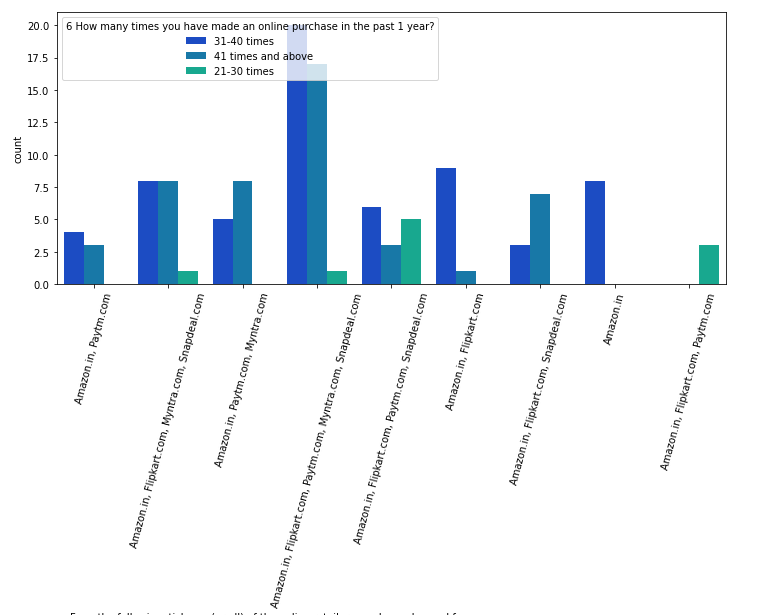 6 How many times you have made an online purchase in the past 1 year?
31-40 times
41 times and above
21-30 times
20.0
17.5
15.0
12.5
10.0
7.5
5.0
2.5
0.0
count
Amazon.in, Paytm.com
Amazon.in, Flipkart.com, Myntra.com, Snapdeal.com
Amazon.in, Paytm.com, Myntra.com
Amazon.in, Flipkart.com, Paytm.com, Myntra.com, Snapdeal.com
Amazon.in, Flipkart.com, Paytm.com, Snapdeal.com
Amazon.in, Flipkart.com
Amazon.in, Flipkart.com, Snapdeal.com
Amazon.in
Amazon.in, Flipkart.com, Paytm.com